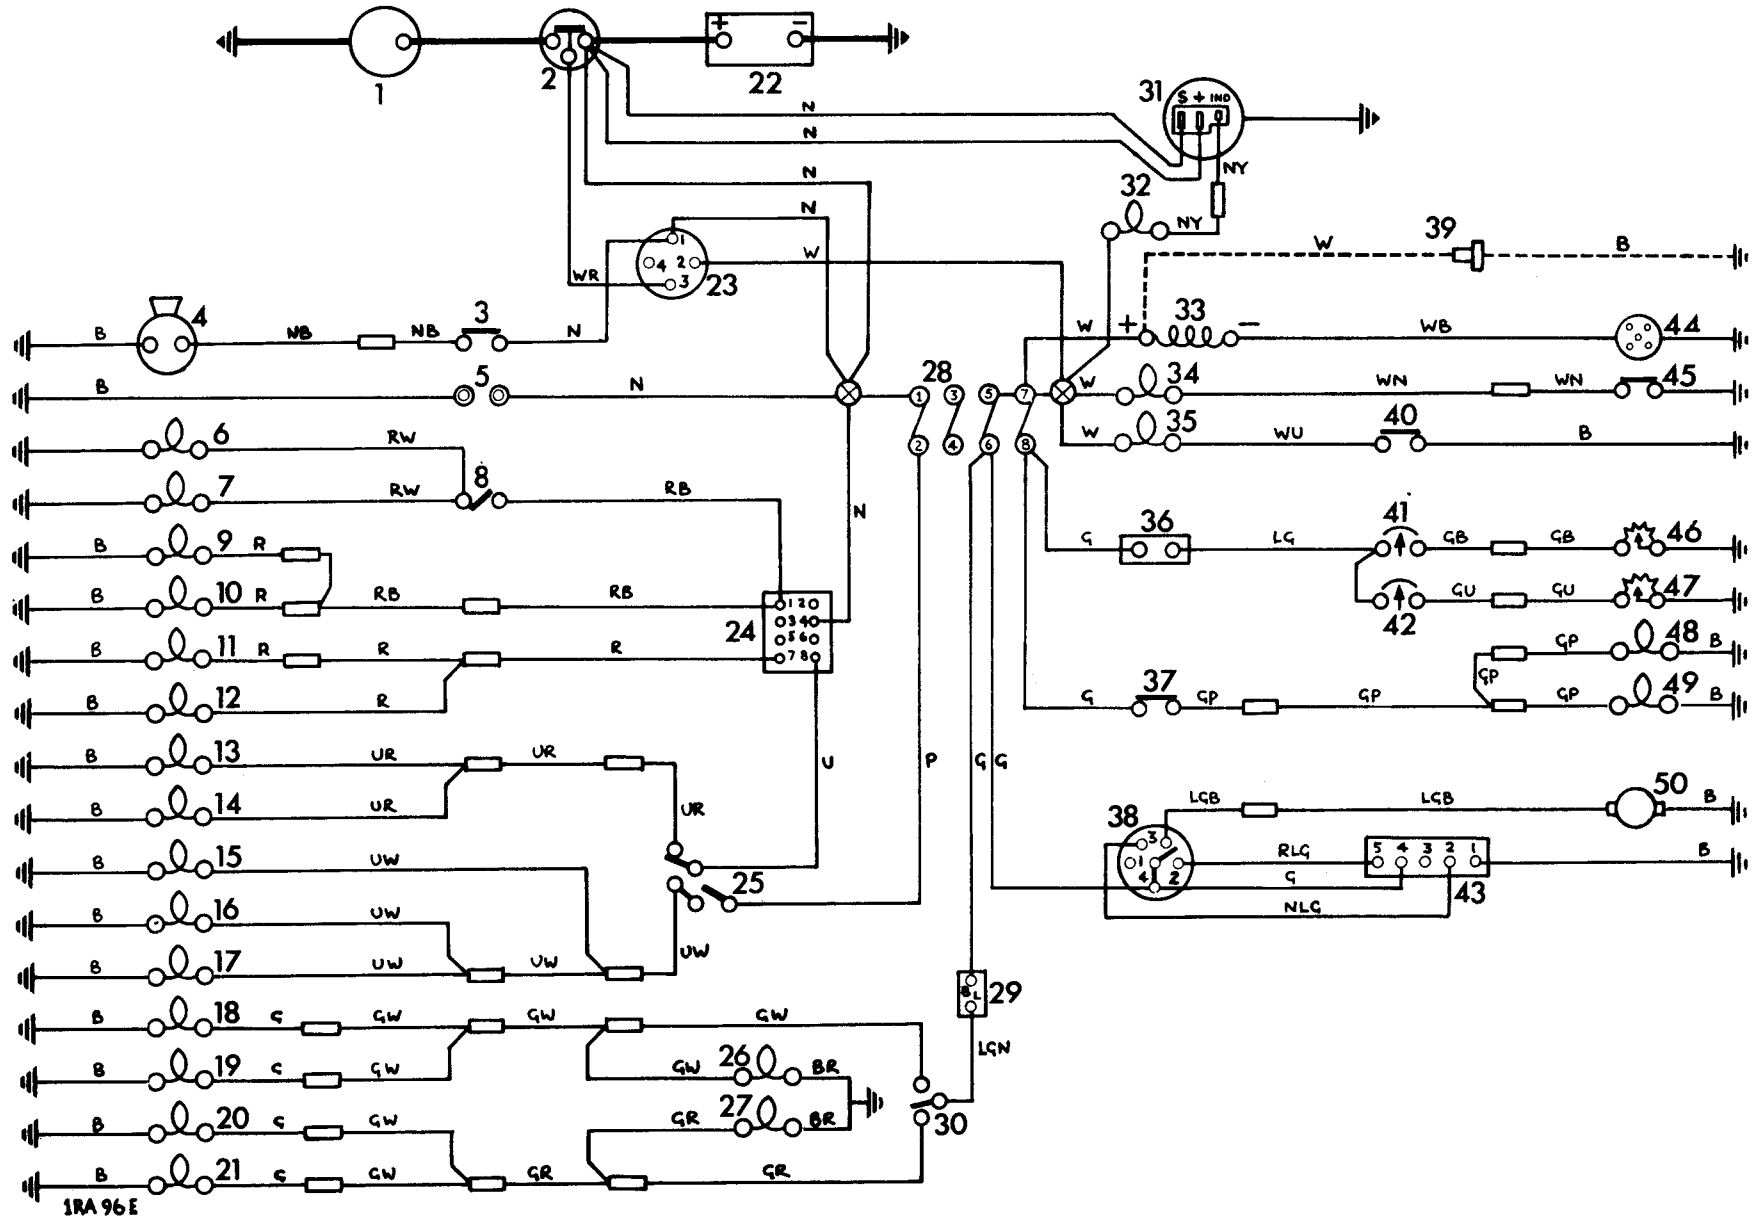 1
2
+ −
22
31
S + IND
N
N
NY
32
N
NY
N
39
W
B
W
1
4 2
3
23
WR
4
3
33
B
NB
NB
N
W
+
−
WB
44
5
28
34
45
B
N
1
3
5
7
W
WN
WN
6
35
40
RW
2
4
6
8
W
WU
B
7
8
RW
RB
N
41
9
36
46
B
R
G
LG
GB
GB
10
B
R
RB
RB
1 2
42
GU
GU
47
24
3 4
5 6
7 8
11
48
B
R
R
R
GP
B
12
37
GP
49
B
R
G
GP
GP
GP
B
13
B
UR
UR
U
P
G G
14
50
B
UR
UR
LGB
LGB
B
38
15
3
B
UW
1
RLG
5 4 3 2 1
B
4 2
G
25
43
16
NLG
B
UW
17
UW
B
UW
UW
29
B
L
18
B
G
GW
GW
GW
LGN
19
26
B
G
GW
GW
BR
20
27
30
B
G
GW
GR
BR
21
B
G
GW
GR
GR
1RA 96 E